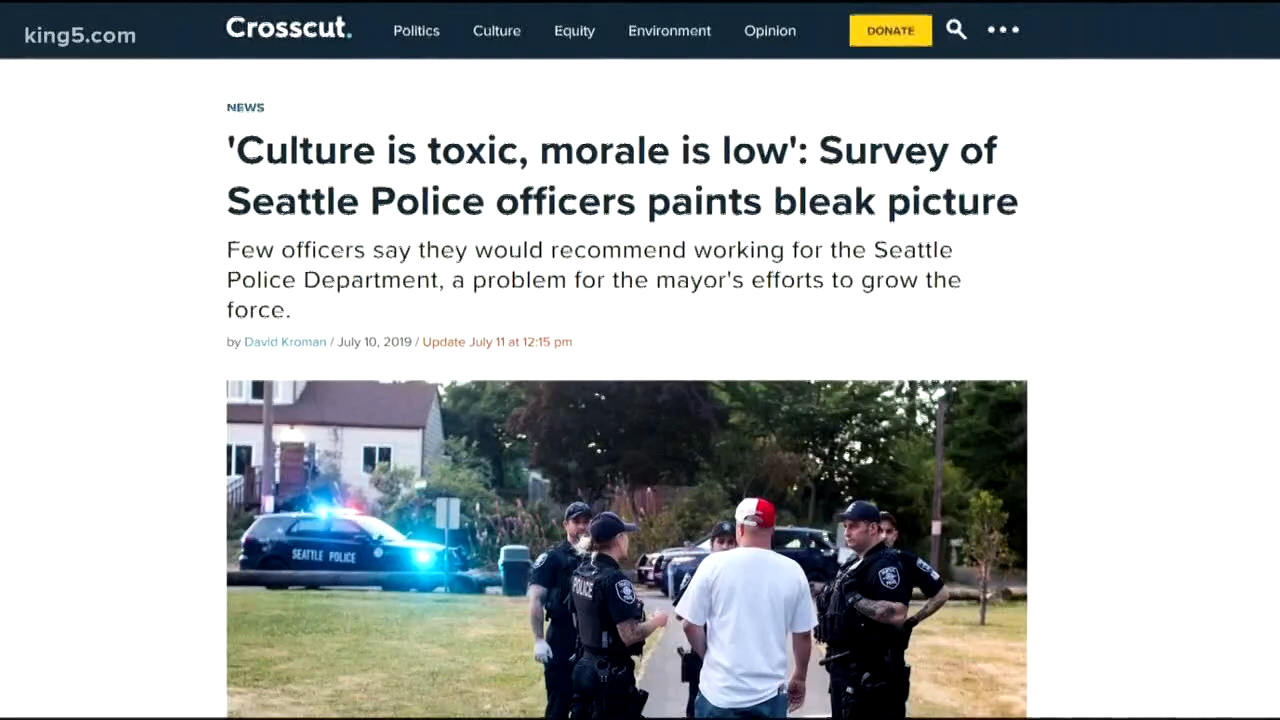 king5.com
Crosscut.
Politics Culture Equity Environment Opinion DONATE
NEWS
'Culture is toxic, morale is low': Survey of
Seattle Police officers paints bleak picture
Few officers say they would recommend working for the Seattle
Police Department, a problem for the mayor's efforts to grow the
force.
by David Kroman / July 10, 2019 / Update July 11 at 12:15 pm
SEATTLE POLICE
POLICE